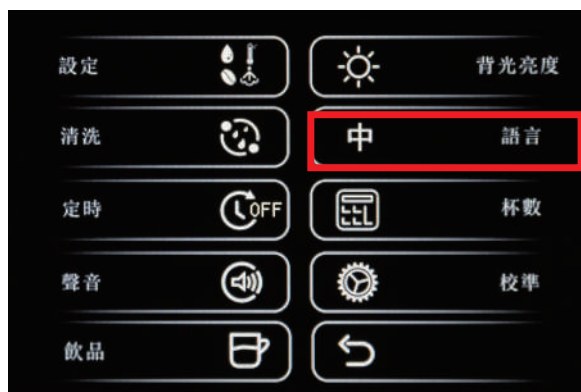 設定
背光亮度
清洗
中
語言
定時
OFF
杯數
聲音
校準
飲品